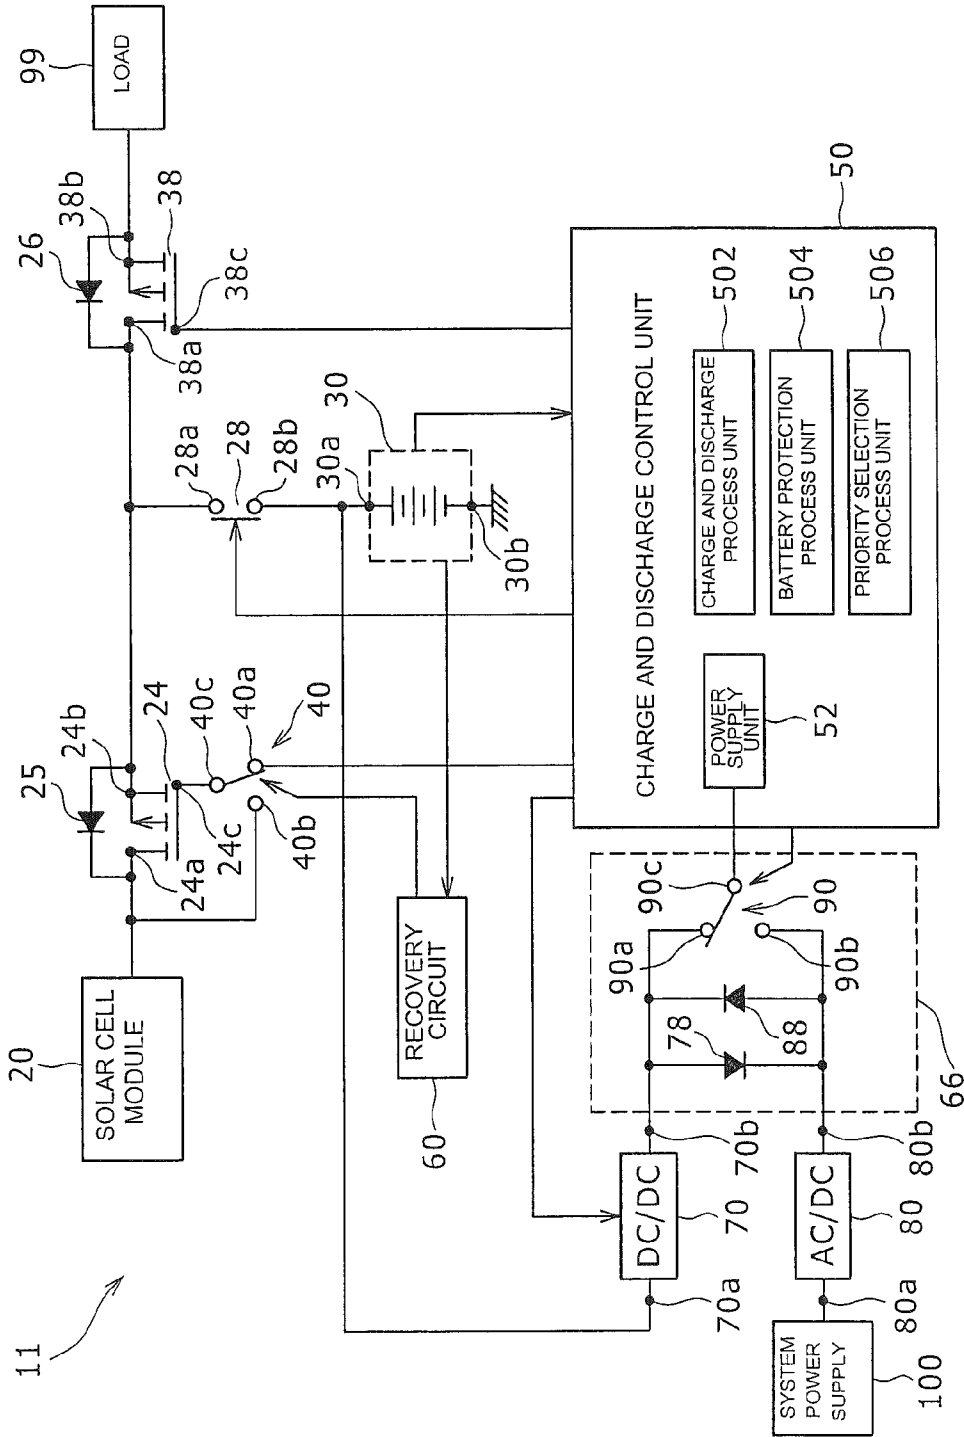 11
20
SOLAR CELL
MODULE
25
24b
24
24a
24c
40c
40a
40
40b
26
38b
38
38a
38c
99
LOAD
28a
28
28b
30a
30
30b
60
RECOVERY
CIRCUIT
50
CHARGE AND DISCHARGE CONTROL UNIT
502
CHARGE AND DISCHARGE
PROCESS UNIT
504
BATTERY PROTECTION
PROCESS UNIT
506
PRIORITY SELECTION
PROCESS UNIT
POWER
SUPPLY
UNIT
52
90c
90
90a
90b
78
88
66
70b
DC/DC
70
70a
80b
AC/DC
80
80a
SYSTEM
POWER
SUPPLY
100